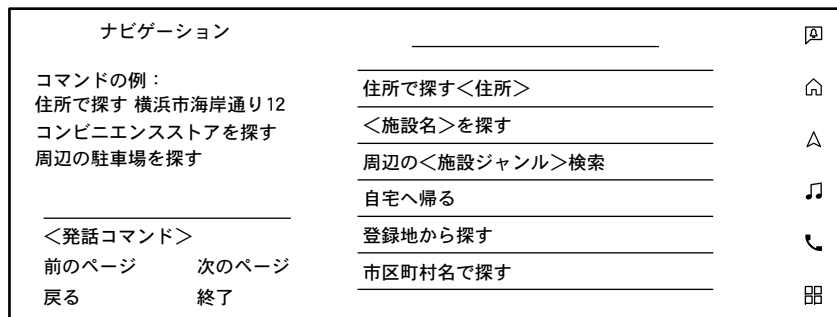 ナビゲーション
コマンドの例：
住所で探す 横浜市海岸通り12
コンビニエンスストアを探す
周辺の駐車場を探す
＜発話コマンド＞
前のページ 次のページ
戻る 終了
住所で探す＜住所＞
＜施設名＞を探す
周辺の＜施設ジャンル＞検索
自宅へ帰る
登録地から探す
市区町村名で探す